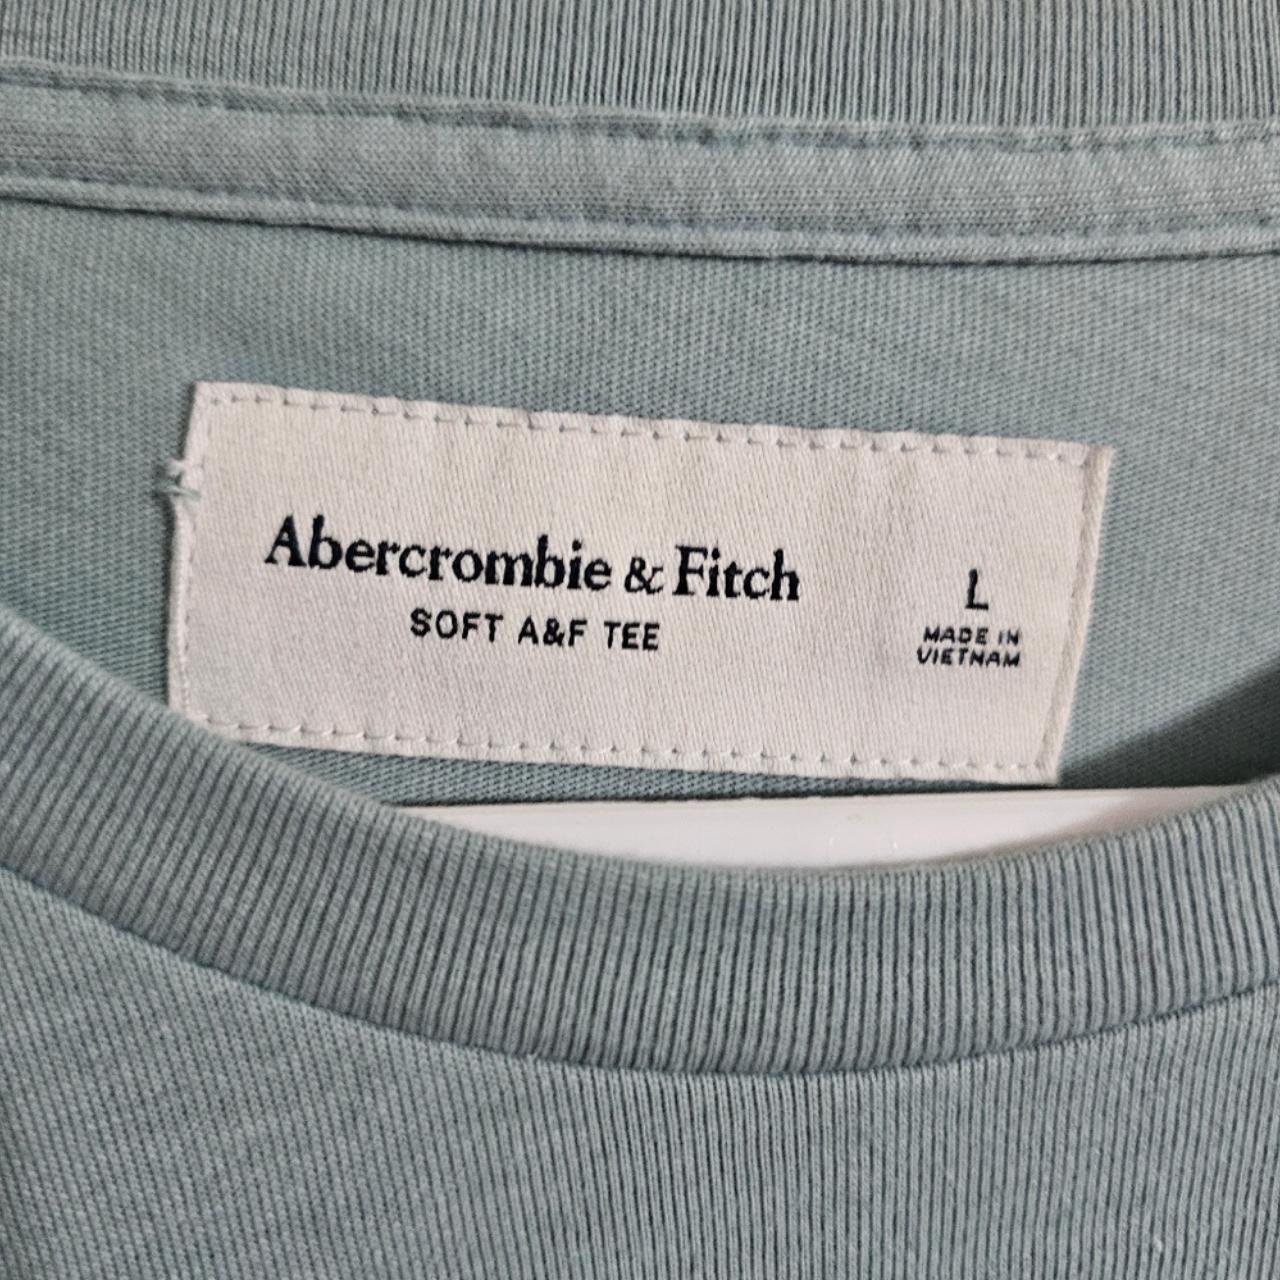 Abercrombie & Fitch
SOFT A&F TEE
L
MADE IN
VIETNAM